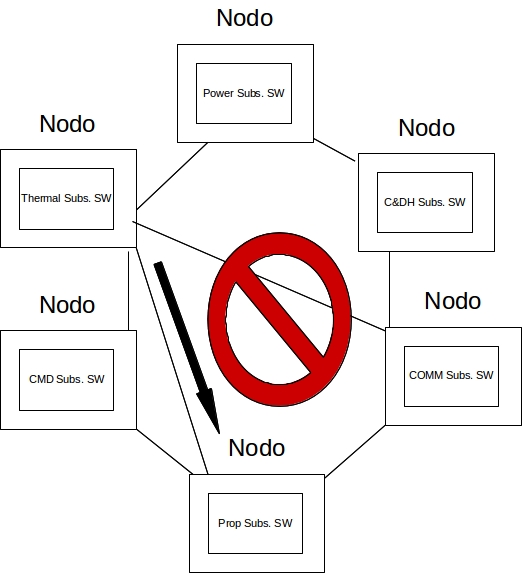 Nodo
Power Subs. SW
Nodo
Thermal Subs. SW
Nodo
C&DH Subs. SW
Nodo
CMD Subs. SW
Nodo
COMM Subs. SW
Nodo
Prop Subs. SW